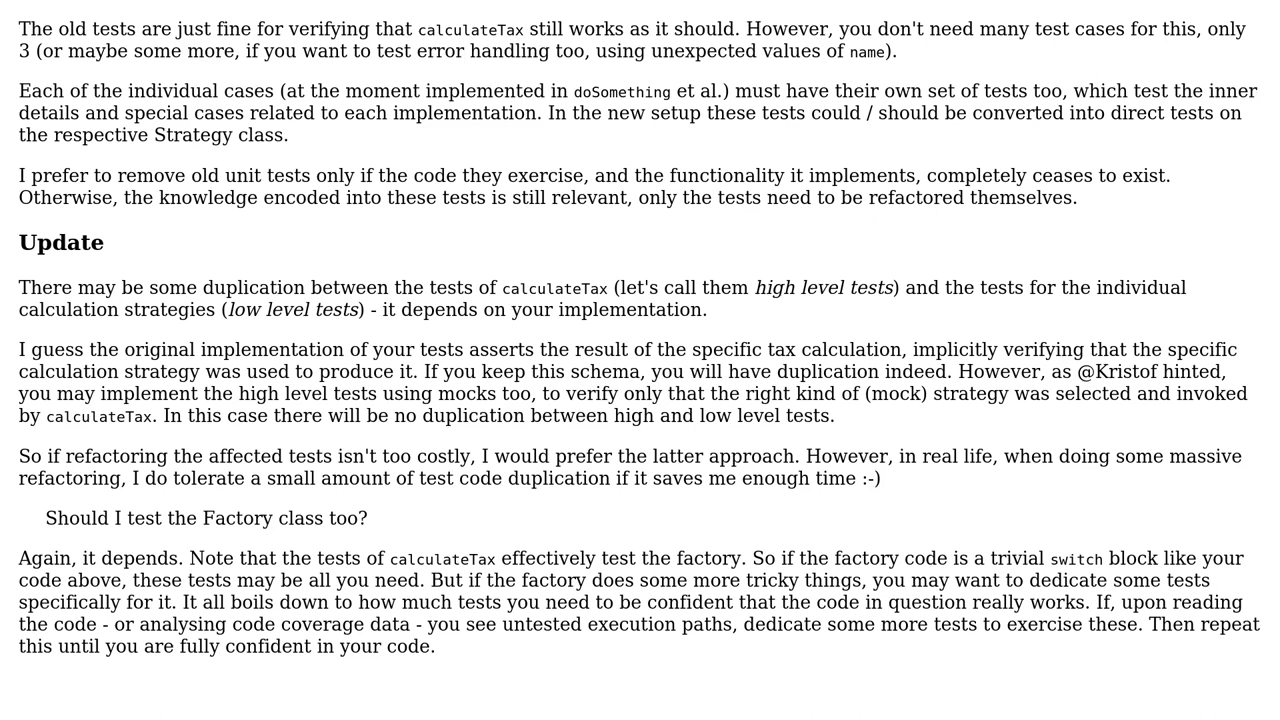 The old tests are just fine for verifying that calculateTax still works as it should. However, you don't need many test cases for this, only
3 (or maybe some more, if you want to test error handling too, using unexpected values of name).
Each of the individual cases (at the moment implemented in doSomething et al.) must have their own set of tests too, which test the inner
details and special cases related to each implementation. In the new setup these tests could / should be converted into direct tests on
the respective Strategy class.
I prefer to remove old unit tests only if the code they exercise, and the functionality it implements, completely ceases to exist.
Otherwise, the knowledge encoded into these tests is still relevant, only the tests need to be refactored themselves.
Update
There may be some duplication between the tests of calculateTax (let's call them high level tests) and the tests for the individual
calculation strategies (low level tests) - it depends on your implementation.
I guess the original implementation of your tests asserts the result of the specific tax calculation, implicitly verifying that the specific
calculation strategy was used to produce it. If you keep this schema, you will have duplication indeed. However, as @Kristof hinted,
you may implement the high level tests using mocks too, to verify only that the right kind of (mock) strategy was selected and invoked
by calculateTax. In this case there will be no duplication between high and low level tests.
So if refactoring the affected tests isn't too costly, I would prefer the latter approach. However, in real life, when doing some massive
refactoring, I do tolerate a small amount of test code duplication if it saves me enough time :-)
Should I test the Factory class too?
Again, it depends. Note that the tests of calculateTax effectively test the factory. So if the factory code is a trivial switch block like your
code above, these tests may be all you need. But if the factory does some more tricky things, you may want to dedicate some tests
specifically for it. It all boils down to how much tests you need to be confident that the code in question really works. If, upon reading
the code - or analysing code coverage data - you see untested execution paths, dedicate some more tests to exercise these. Then repeat
this until you are fully confident in your code.